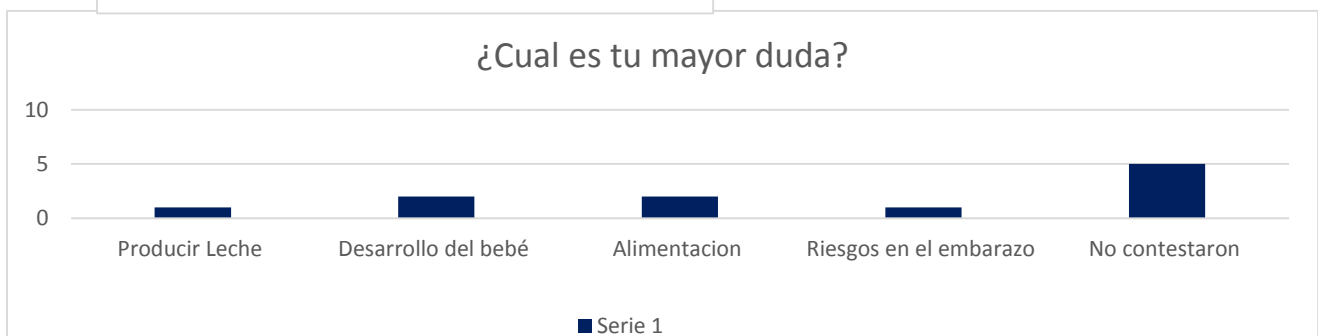 ¿Cual es tu mayor duda?
10
5
0
Producir Leche
Desarrollo del bebé
Alimentacion
Riesgos en el embarazo
No contestaron
Serie 1